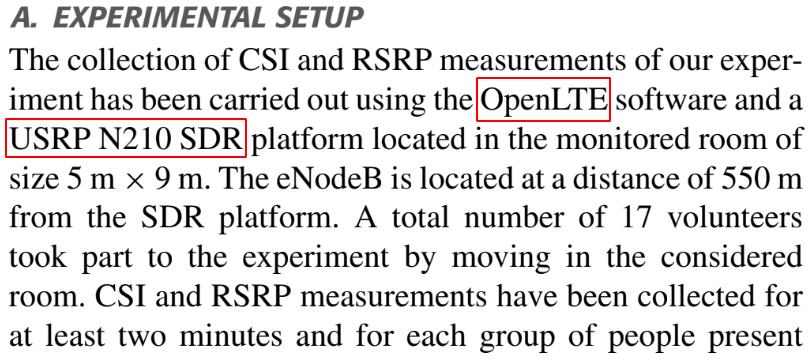 A. EXPERIMENTAL SETUP
The collection of CSI and RSRP measurements of our exper-
iment has been carried out using the OpenLTE software and a
USRP N210 SDR platform located in the monitored room of
size 5 m × 9 m. The eNodeB is located at a distance of 550 m
from the SDR platform. A total number of 17 volunteers
took part to the experiment by moving in the considered
room. CSI and RSRP measurements have been collected for
at least two minutes and for each group of people present